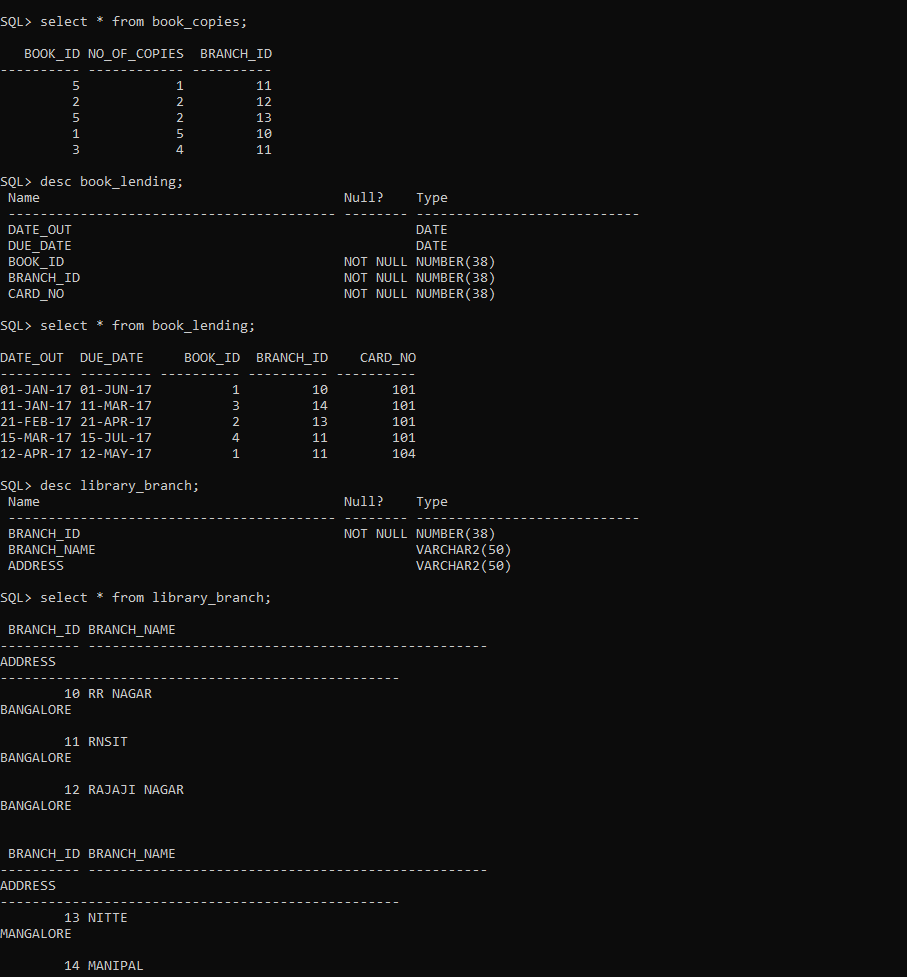 SQL> select * from book_copies;
   BOOK_ID NO_OF_COPIES  BRANCH_ID
---------- ------------ ----------
         5            1         11
         2            2         12
         5            2         13
         1            5         10
         3            4         11
SQL> desc book_lending;
 Name                                      Null?    Type
 ----------------------------------------- -------- ----------------------------
 DATE_OUT                                           DATE
 DUE_DATE                                           DATE
 BOOK_ID                                   NOT NULL NUMBER(38)
 BRANCH_ID                                 NOT NULL NUMBER(38)
 CARD_NO                                   NOT NULL NUMBER(38)
SQL> select * from book_lending;
DATE_OUT  DUE_DATE     BOOK_ID  BRANCH_ID    CARD_NO
--------- --------- ---------- ---------- ----------
01-JAN-17 01-JUN-17          1         10        101
11-JAN-17 11-MAR-17          3         14        101
21-FEB-17 21-APR-17          2         13        101
15-MAR-17 15-JUL-17          4         11        101
12-APR-17 12-MAY-17          1         11        104
SQL> desc library_branch;
 Name                                      Null?    Type
 ----------------------------------------- -------- ----------------------------
 BRANCH_ID                                 NOT NULL NUMBER(38)
 BRANCH_NAME                                        VARCHAR2(50)
 ADDRESS                                            VARCHAR2(50)
SQL> select * from library_branch;
 BRANCH_ID BRANCH_NAME
---------- --------------------------------------------------
ADDRESS
--------------------------------------------------
        10 RR NAGAR
BANGALORE
        11 RNSIT
BANGALORE
        12 RAJAJI NAGAR
BANGALORE
 BRANCH_ID BRANCH_NAME
---------- --------------------------------------------------
ADDRESS
--------------------------------------------------
        13 NITTE
MANGALORE
        14 MANIPAL